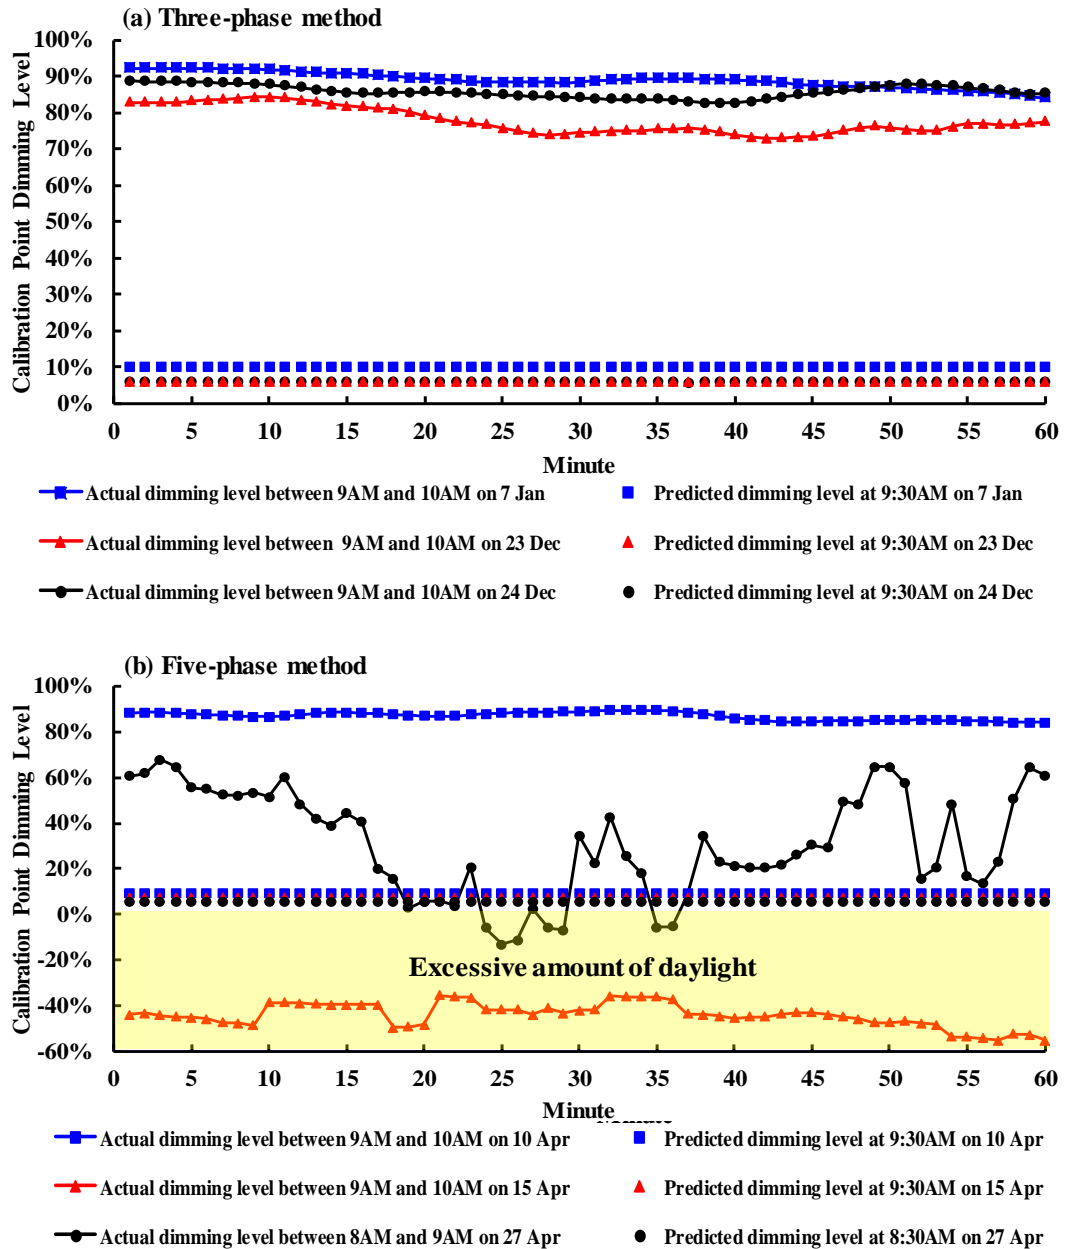 (a) Three-phase method
Calibration Point Dimming Level
100%
90%
80%
70%
60%
50%
40%
30%
20%
10%
0%
0 5 10 15 20 25 30 35 40 45 50 55 60
Minute
Actual dimming level between 9AM and 10AM on 7 Jan
Predicted dimming level at 9:30AM on 7 Jan
Actual dimming level between 9AM and 10AM on 23 Dec
Predicted dimming level at 9:30AM on 23 Dec
Actual dimming level between 9AM and 10AM on 24 Dec
Predicted dimming level at 9:30AM on 24 Dec
(b) Five-phase method
Calibration Point Dimming Level
100%
80%
60%
40%
20%
0%
-20%
-40%
-60%
Excessive amount of daylight
0 5 10 15 20 25 30 35 40 45 50 55 60
Minute
Actual dimming level between 9AM and 10AM on 10 Apr
Predicted dimming level at 9:30AM on 10 Apr
Actual dimming level between 9AM and 10AM on 15 Apr
Predicted dimming level at 9:30AM on 15 Apr
Actual dimming level between 8AM and 9AM on 27 Apr
Predicted dimming level at 8:30AM on 27 Apr